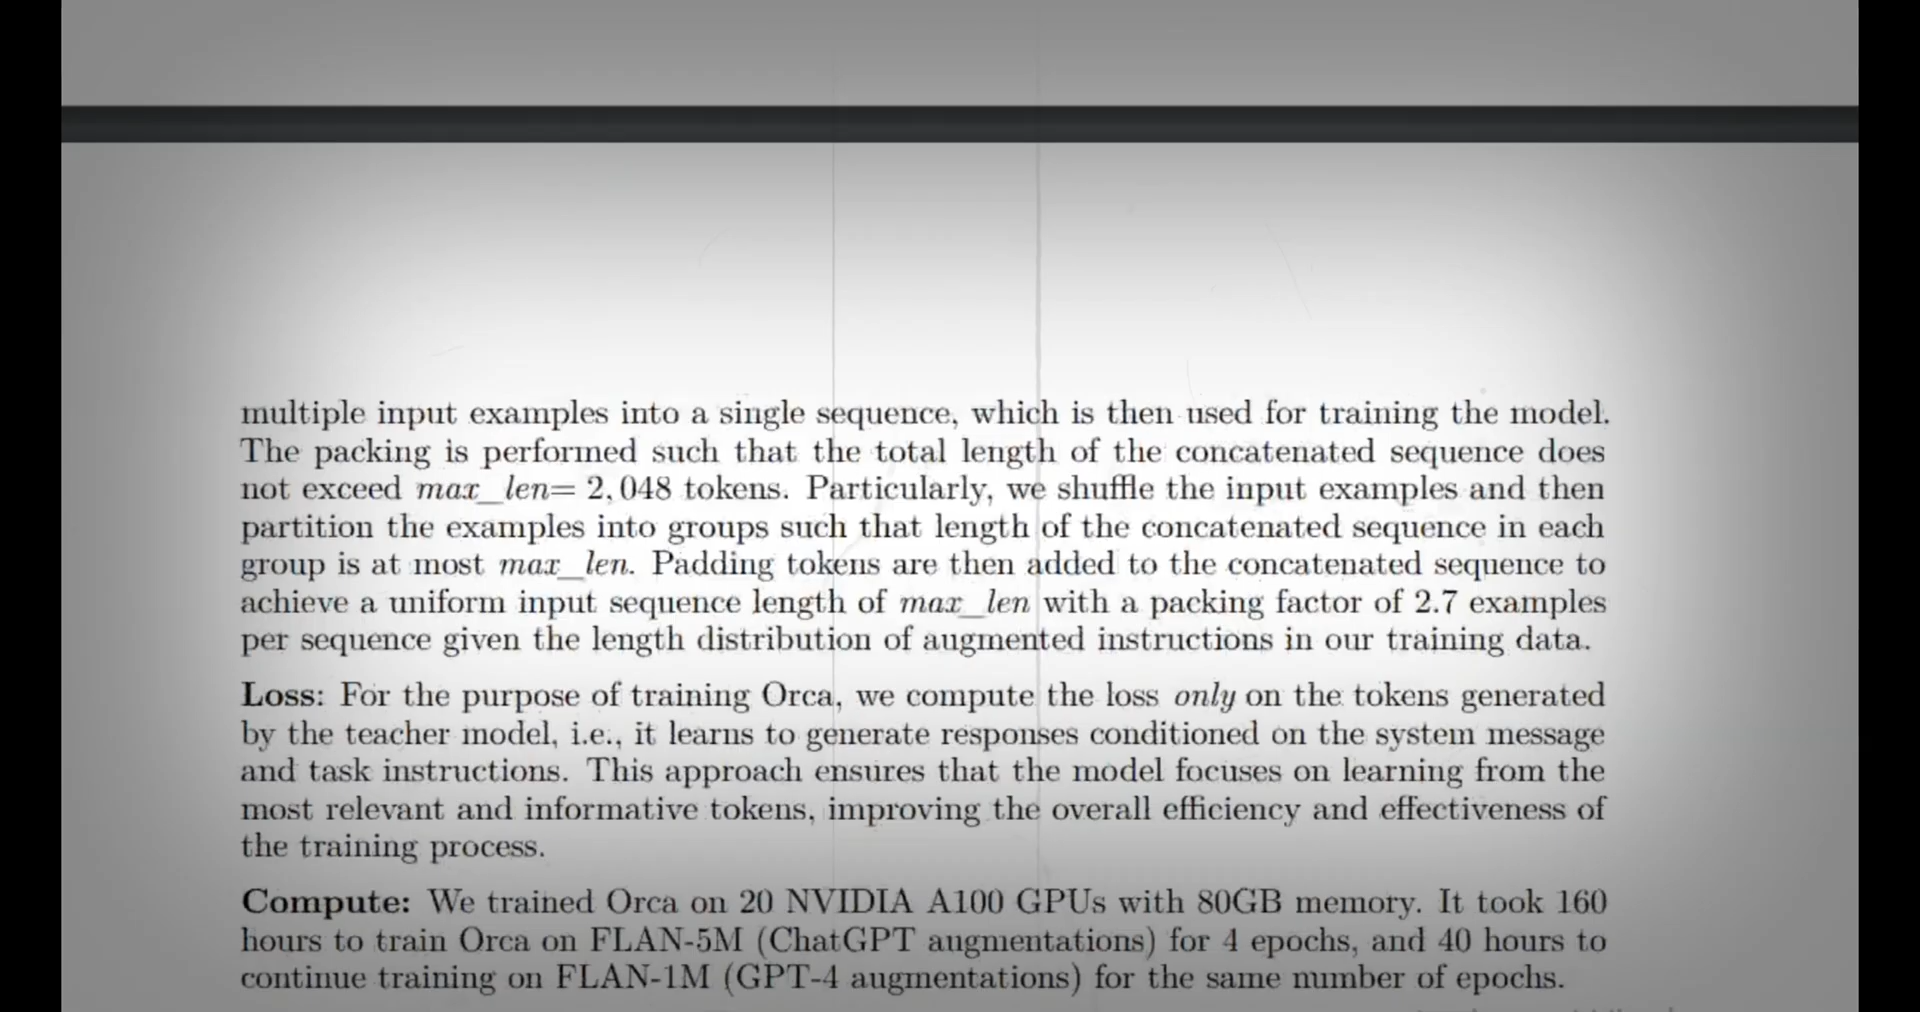 multiple input examples into a single sequence, which is then used for training the model.
The packing is performed such that the total length of the concatenated sequence does
not exceed max_len= 2,048 tokens. Particularly, we shuffle the input examples and then
partition the examples into groups such that length of the concatenated sequence in each
group is at most max_len. Padding tokens are then added to the concatenated sequence to
achieve a uniform input sequence length of max_len with a packing factor of 2.7 examples
per sequence given the length distribution of augmented instructions in our training data.
Loss: For the purpose of training Orca, we compute the loss only on the tokens generated
by the teacher model, i.e., it learns to generate responses conditioned on the system message
and task instructions. This approach ensures that the model focuses on learning from the
most relevant and informative tokens, improving the overall efficiency and effectiveness of
the training process.
Compute: We trained Orca on 20 NVIDIA A100 GPUs with 80GB memory. It took 160
hours to train Orca on FLAN-5M (ChatGPT augmentations) for 4 epochs, and 40 hours to
continue training on FLAN-1M (GPT-4 augmentations) for the same number of epochs.